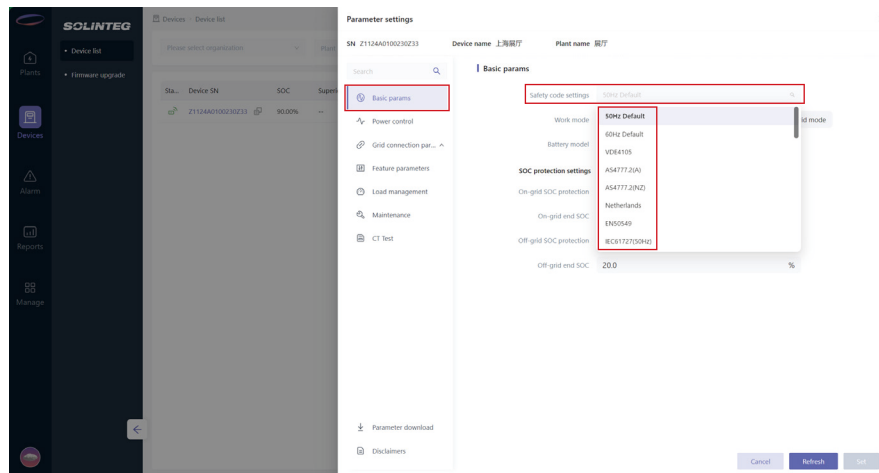 SOLINTEG
Plants
Devices
Alarm
Reports
Manage
Device list
Firmware upgrade
Devices - Device list
Please select organization
Plant
Sta... Device SN SOC Superi
Z1124A0100230Z33 90.00% --
Parameter settings
SN Z1124A0100230Z33 Device name 上海展厅 Plant name 展厅
Search
Basic params
Power control
Grid connection par...
Feature parameters
Load management
Maintenance
CT Test
Parameter download
Disclaimers
Basic params
Safety code settings 50Hz Default
Work mode id mode
Battery model
SOC protection settings
On-grid SOC protection
On-grid end SOC
Off-grid SOC protection
Off-grid end SOC 20.0 %
50Hz Default
60Hz Default
VDE4105
AS4777.2(A)
AS4777.2(NZ)
Netherlands
EN50549
IEC61727(50Hz)
Cancel Refresh Set